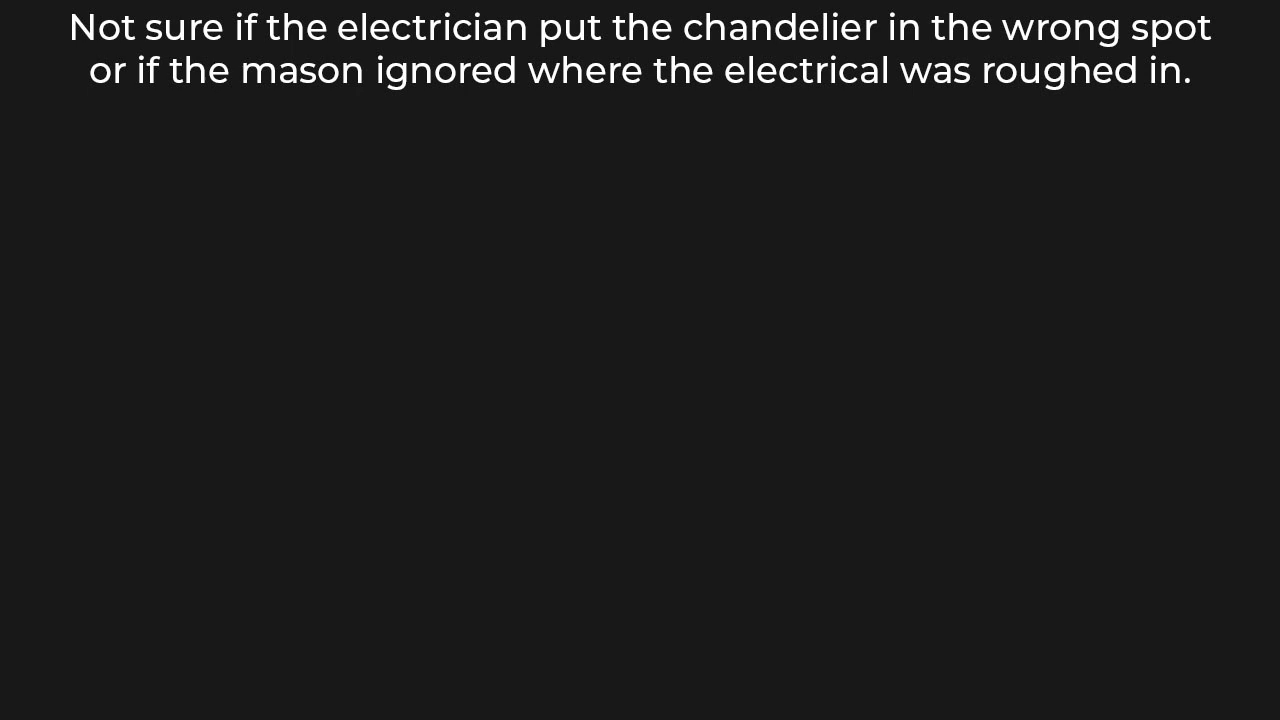 Not sure if the electrician put the chandelier in the wrong spot
or if the mason ignored where the electrical was roughed in.